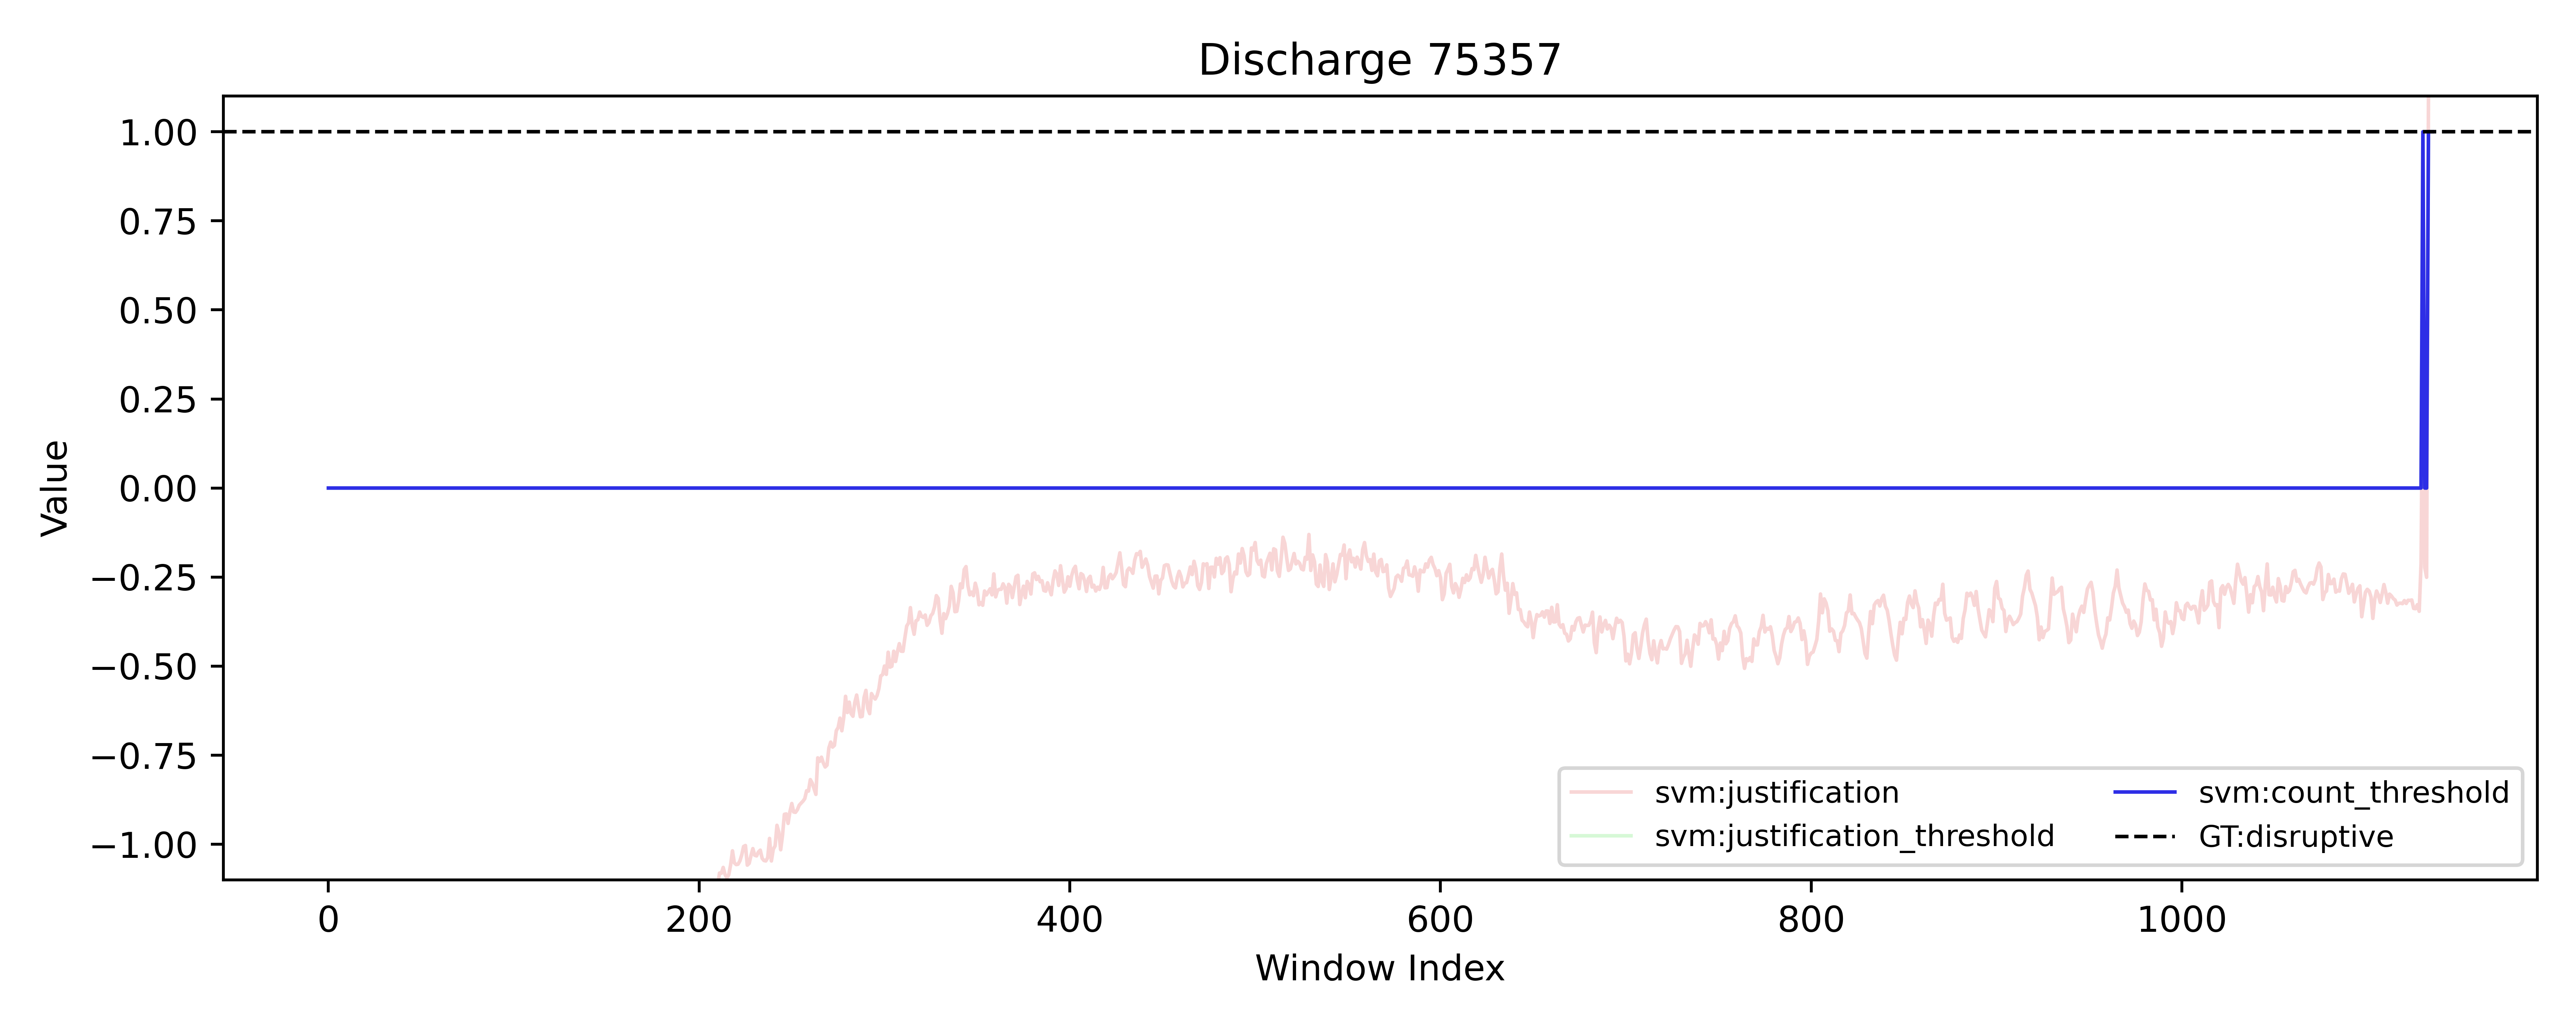 Discharge 75357
1.00
0.75
0.50
0.25
0.00
−0.25
−0.50
−0.75
−1.00
Value
svm:justification
svm:justification_threshold
svm:count_threshold
GT:disruptive
0 200 400 600 800 1000
Window Index